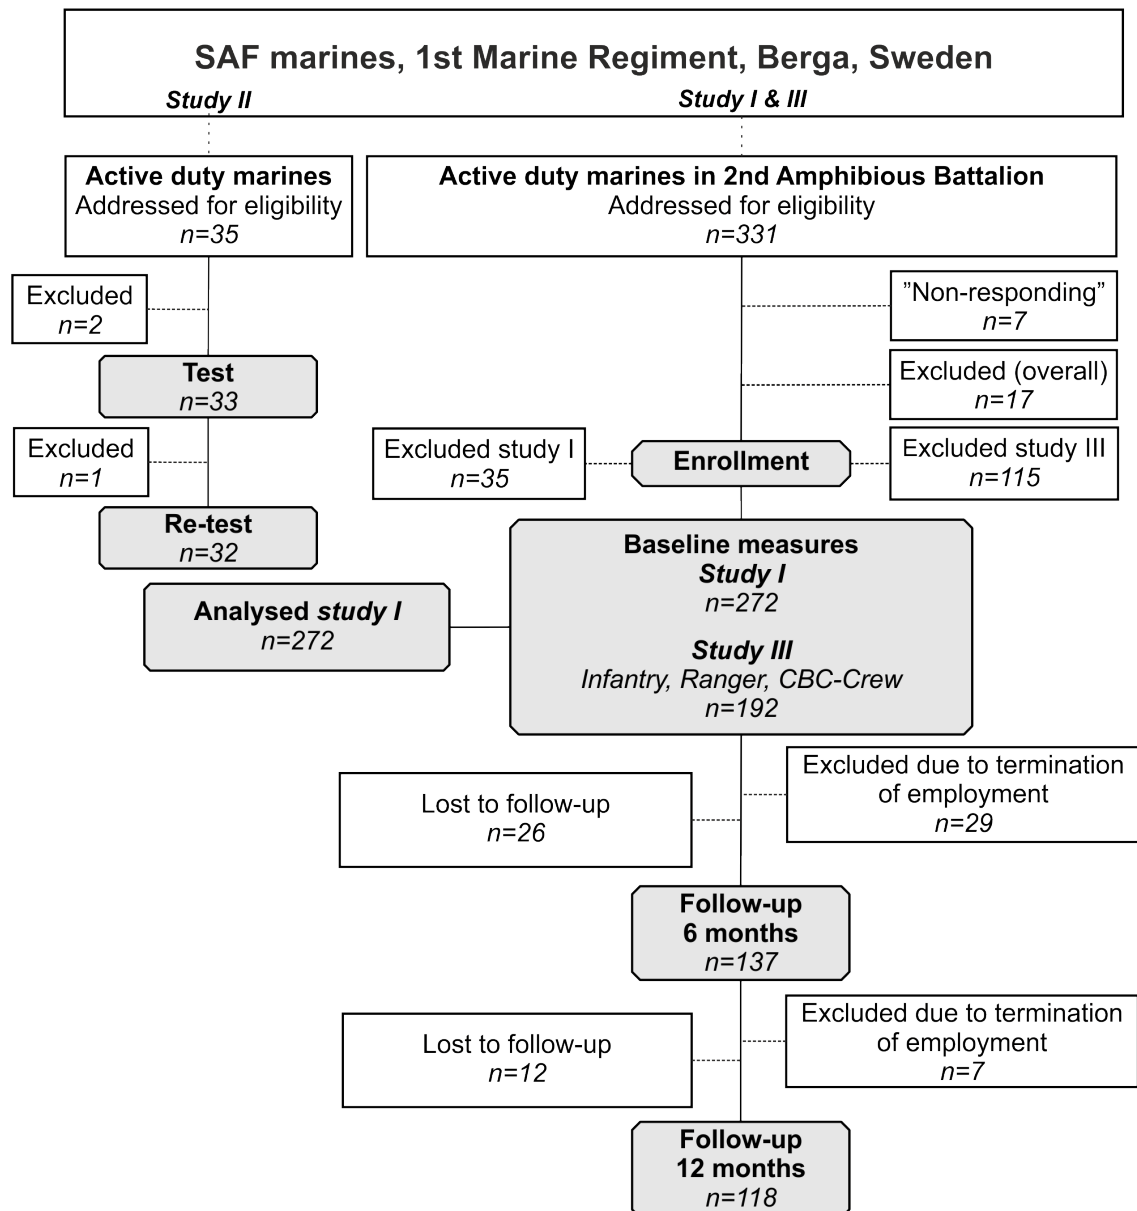 SAF marines, 1st Marine Regiment, Berga, Sweden
Study II
Study I & III
Active duty marines
Addressed for eligibility
n=35
Active duty marines in 2nd Amphibious Battalion
Addressed for eligibility
n=331
Excluded
n=2
”Non-responding”
n=7
Test
n=33
Excluded (overall)
n=17
Excluded
n=1
Excluded study I
n=35
Enrollment
Excluded study III
n=115
Re-test
n=32
Baseline measures
Study I
n=272
Study III
Infantry, Ranger, CBC-Crew
n=192
Analysed study I
n=272
Lost to follow-up
n=26
Excluded due to termination
of employment
n=29
Follow-up
6 months
n=137
Lost to follow-up
n=12
Excluded due to termination
of employment
n=7
Follow-up
12 months
n=118